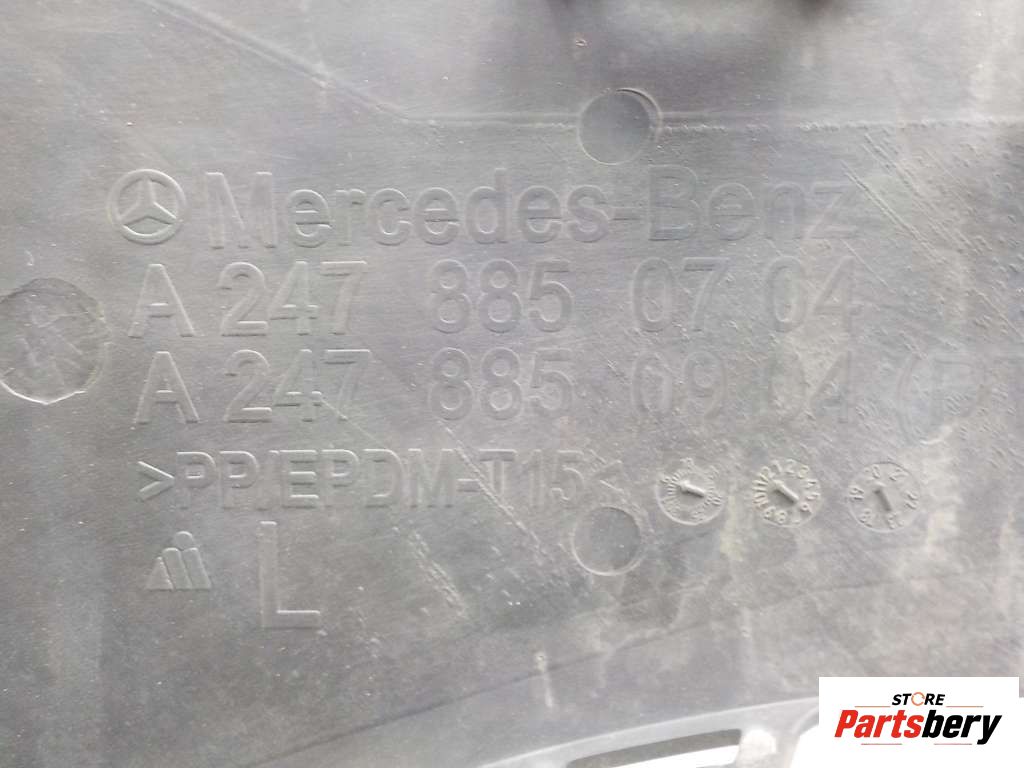 Mercedes-Benz
A 247 885 07 04
A 247 885 09 04
>PP/EPDM-T15<
L
STORE
Partsbery